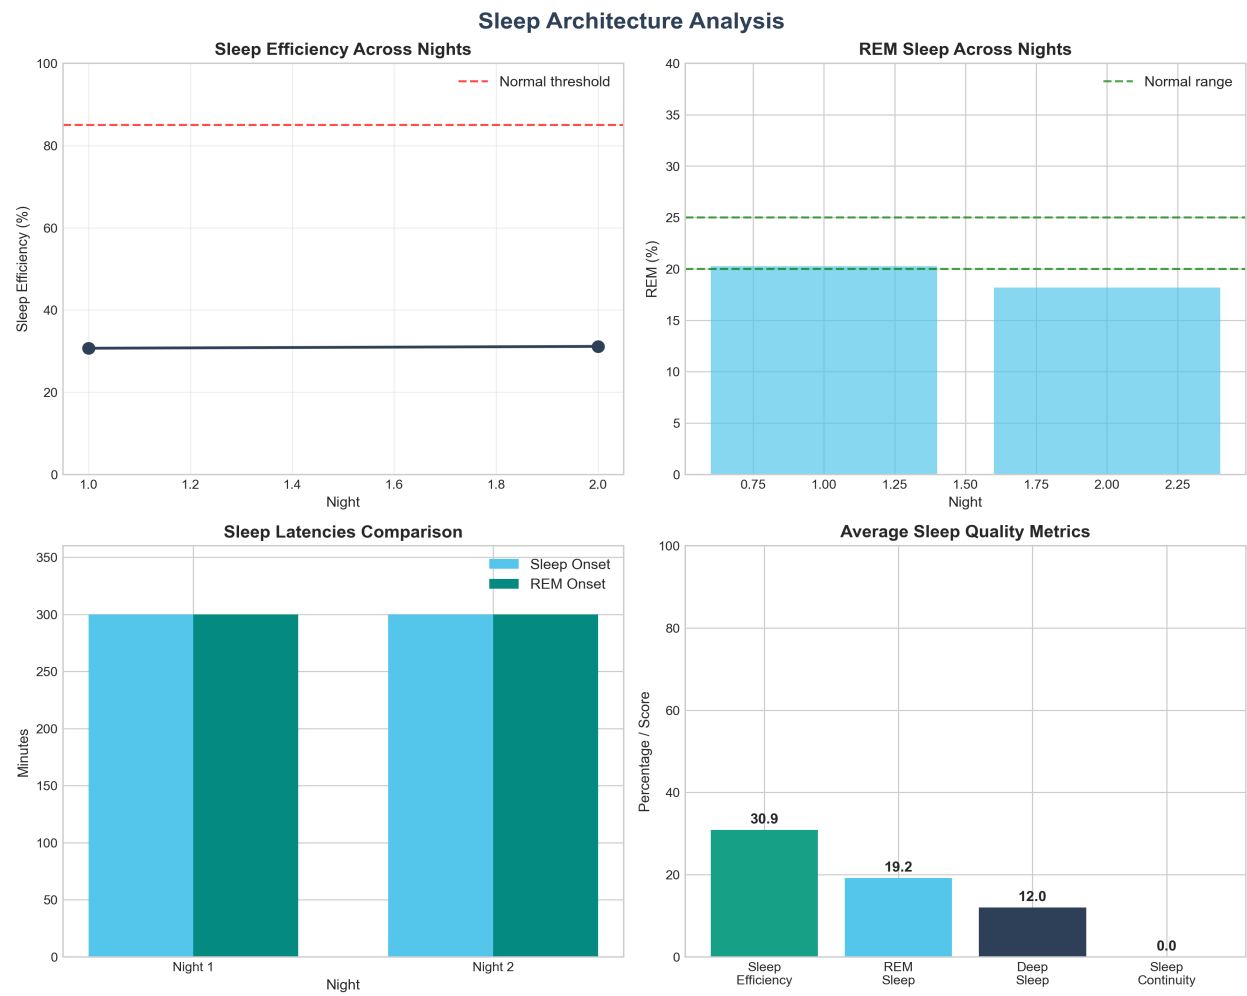 Sleep Architecture Analysis
Sleep Efficiency Across Nights
Sleep Efficiency (%)
100
80
60
40
20
0
Normal threshold
1.0 1.2 1.4 1.6 1.8 2.0
Night
REM Sleep Across Nights
REM (%)
40
35
30
25
20
15
10
5
0
Normal range
0.75 1.00 1.25 1.50 1.75 2.00 2.25
Night
Sleep Latencies Comparison
Minutes
350
300
250
200
150
100
50
0
Sleep Onset
REM Onset
Night 1 Night 2
Night
Average Sleep Quality Metrics
Percentage / Score
100
80
60
40
20
0
30.9
19.2
12.0
0.0
Sleep
Efficiency
REM
Sleep
Deep
Sleep
Sleep
Continuity